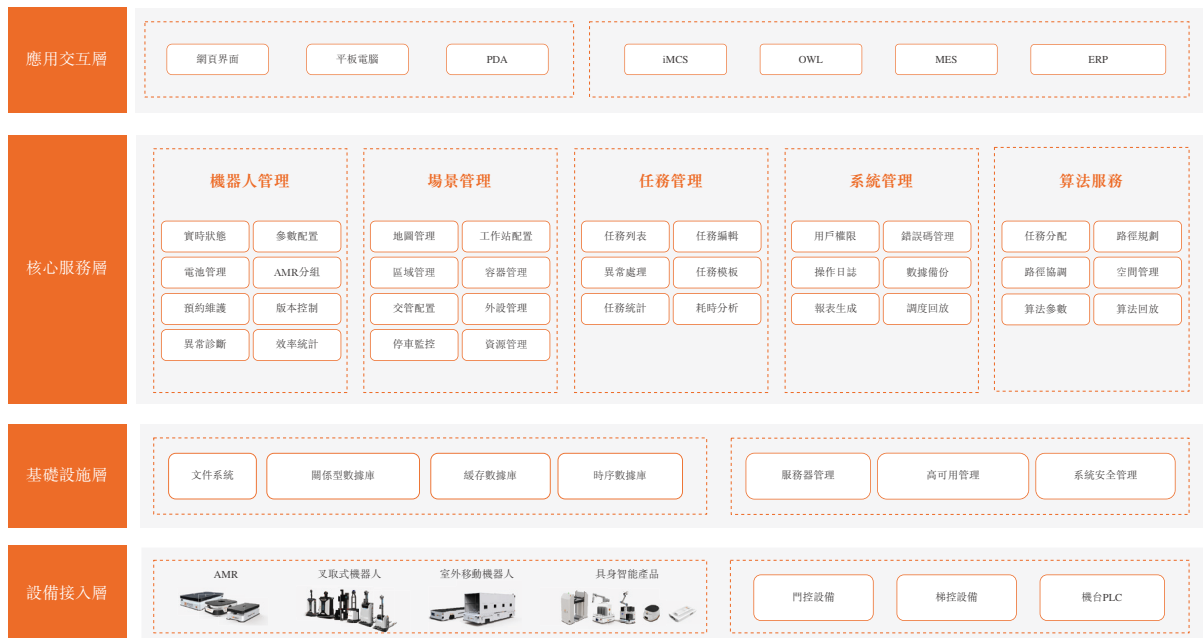 應用交互層
網頁界面 平板電腦 PDA iMCS OWL MES ERP
核心服務層
機器人管理
實時狀態 參數配置
電池管理 AMR分組
預約維護 版本控制
異常診斷 效率統計
場景管理
地圖管理 工作站配置
區域管理 容器管理
交管配置 外設管理
停車監控 資源管理
任務管理
任務列表 任務編輯
異常處理 任務模板
任務統計 耗時分析
系統管理
用戶權限 錯誤碼管理
操作日誌 數據備份
報表生成 調度回放
算法服務
任務分配 路徑規劃
路徑協調 空間管理
算法參數 算法回放
基礎設施層
文件系統 關係型數據庫 緩存數據庫 時序數據庫 服務器管理 高可用管理 系統安全管理
設備接入層
AMR 叉取式機器人 室外移動機器人 具身智能產品
門控設備 梯控設備 機台PLC